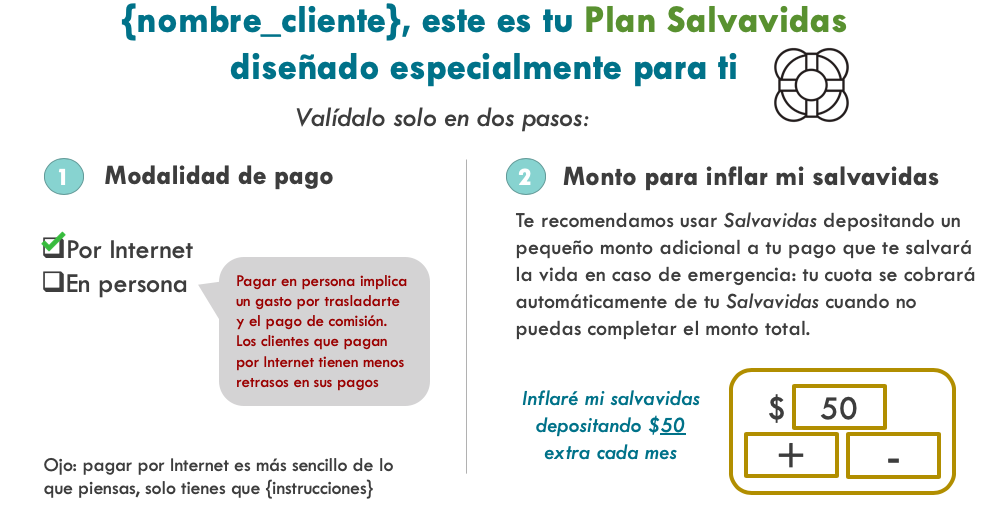 {nombre_cliente}, este es tu Plan Salvavidas
diseñado especialmente para ti
Valídalo solo en dos pasos:
1 Modalidad de pago
Por Internet
En persona
Pagar en persona implica
un gasto por trasladarte
y el pago de comisión.
Los clientes que pagan
por Internet tienen menos
retrasos en sus pagos
Ojo: pagar por Internet es más sencillo de lo
que piensas, solo tienes que {instrucciones}
2 Monto para inflar mi salvavidas
Te recomendamos usar Salvavidas depositando un
pequeño monto adicional a tu pago que te salvará
la vida en caso de emergencia: tu cuota se cobrará
automáticamente de tu Salvavidas cuando no
puedas completar el monto total.
Inflaré mi salvavidas
depositando $50
extra cada mes
$ 50
+ -